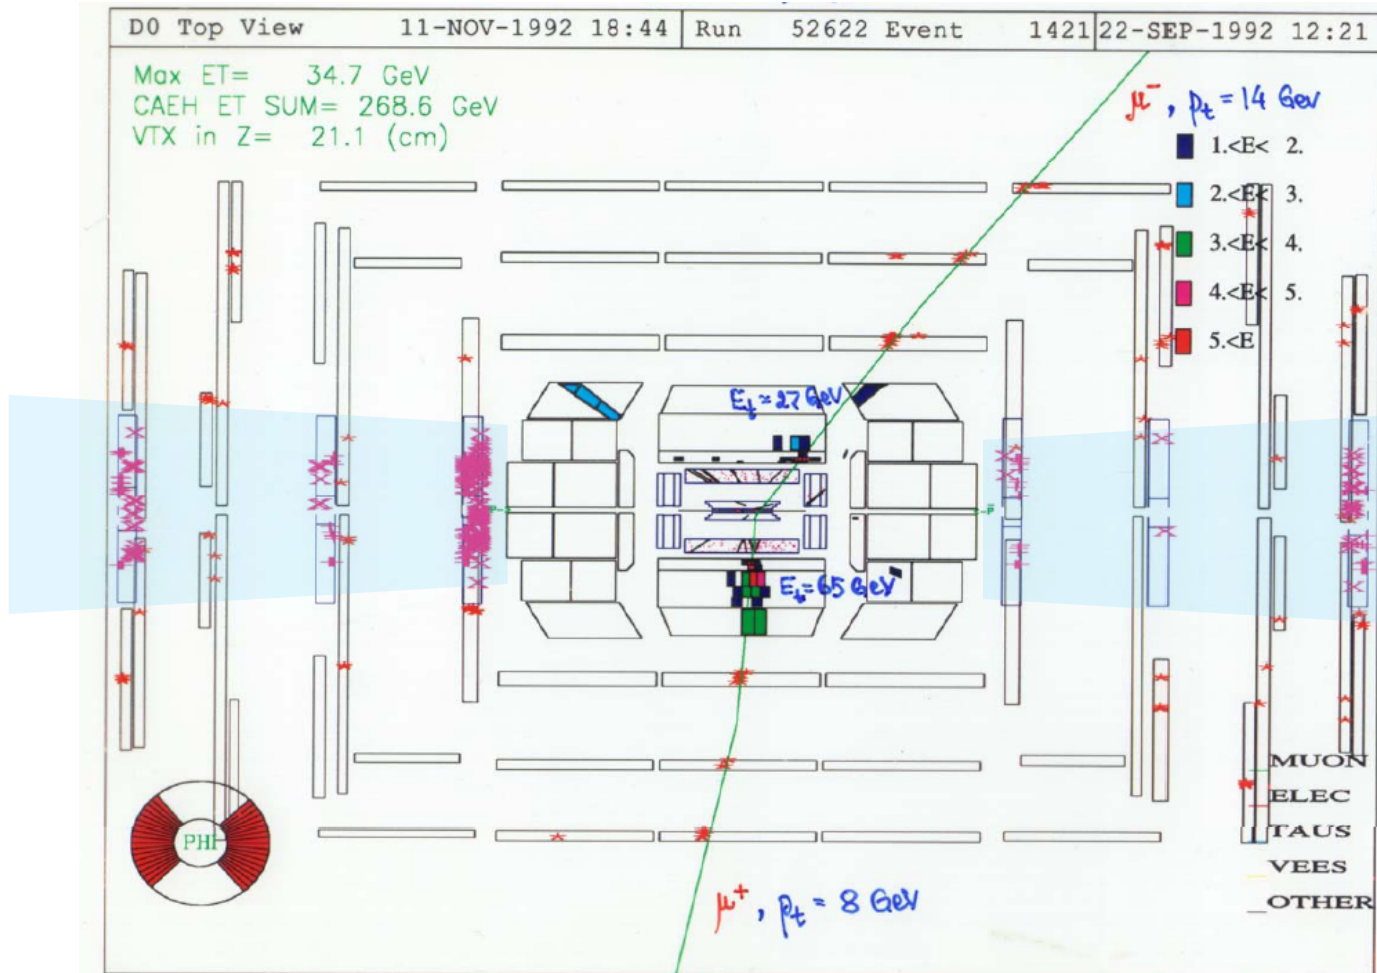 D0 Top View 11-NOV-1992 18:44 Run 52622 Event 1421 22-SEP-1992 12:21
Max ET= 34.7 GeV
CAEH ET SUM= 268.6 GeV
VTX in Z= 21.1 (cm)
μ⁻, pt = 14 GeV
1.<E< 2.
2.<E< 3.
3.<E< 4.
4.<E< 5.
5.<E
Et = 27 GeV
Et = 65 GeV
MUON
ELEC
TAUS
VEES
_OTHER
PHI
μ⁺, pt = 8 GeV